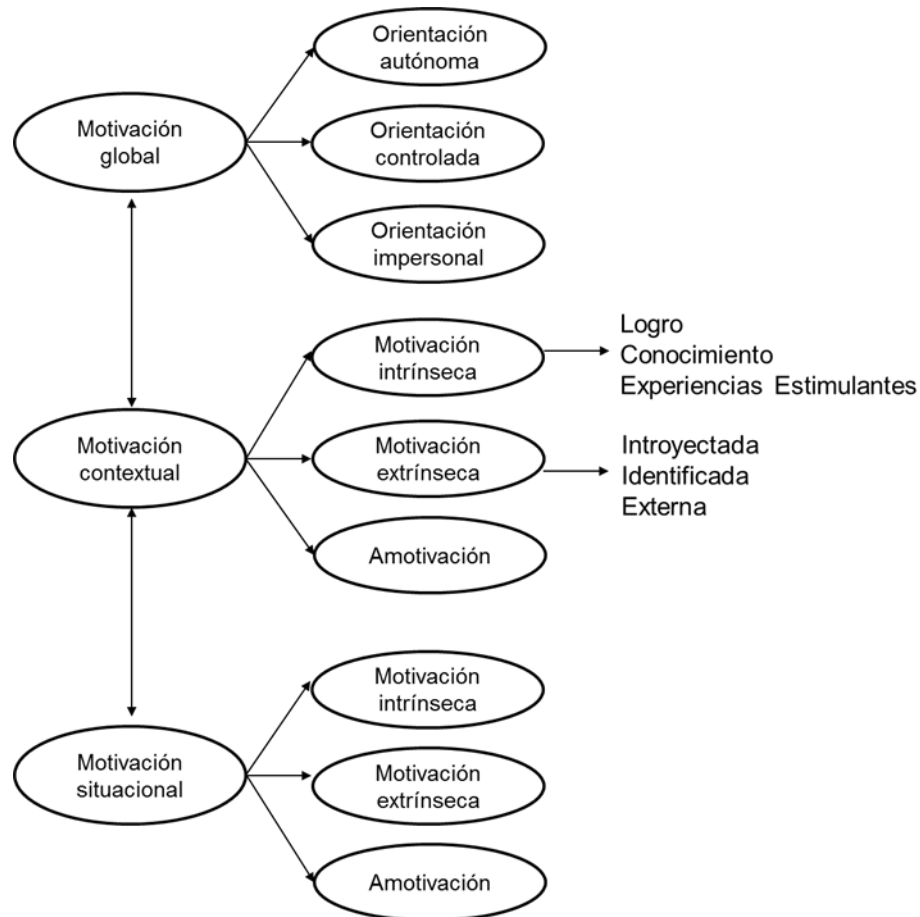 Orientación
autónoma
Motivación
global
Orientación
controlada
Orientación
impersonal
Motivación
intrínseca
Logro
Conocimiento
Experiencias Estimulantes
Motivación
contextual
Motivación
extrínseca
Introyectada
Identificada
Externa
Amotivación
Motivación
intrínseca
Motivación
situacional
Motivación
extrínseca
Amotivación